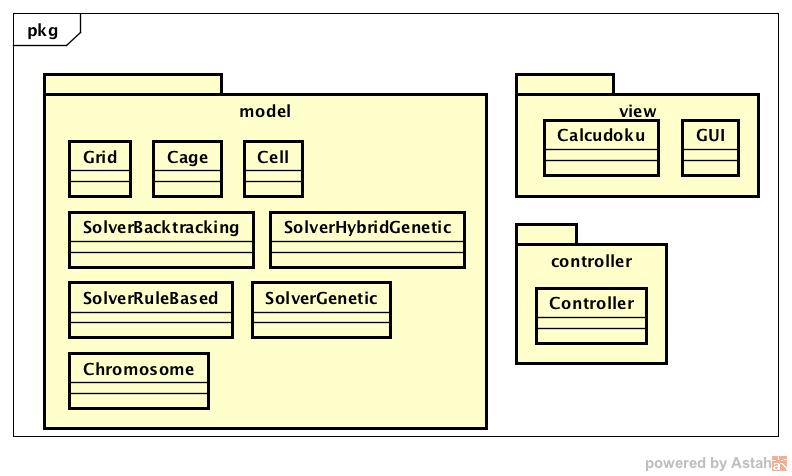 pkg
model
Grid
Cage
Cell
SolverBacktracking
SolverHybridGenetic
SolverRuleBased
SolverGenetic
Chromosome
view
Calcudoku
GUI
controller
Controller
powered by Astah